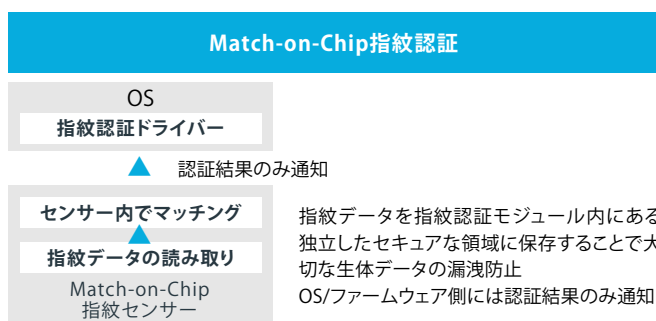 Match-on-Chip指紋認証
OS
指紋認証ドライバー
認証結果のみ通知
センサー内でマッチング
指紋データの読み取り
Match-on-Chip
指紋センサー
指紋データを指紋認証モジュール内にある
独立したセキュアな領域に保存することで大
切な生体データの漏洩防止
OS/ファームウェア側には認証結果のみ通知